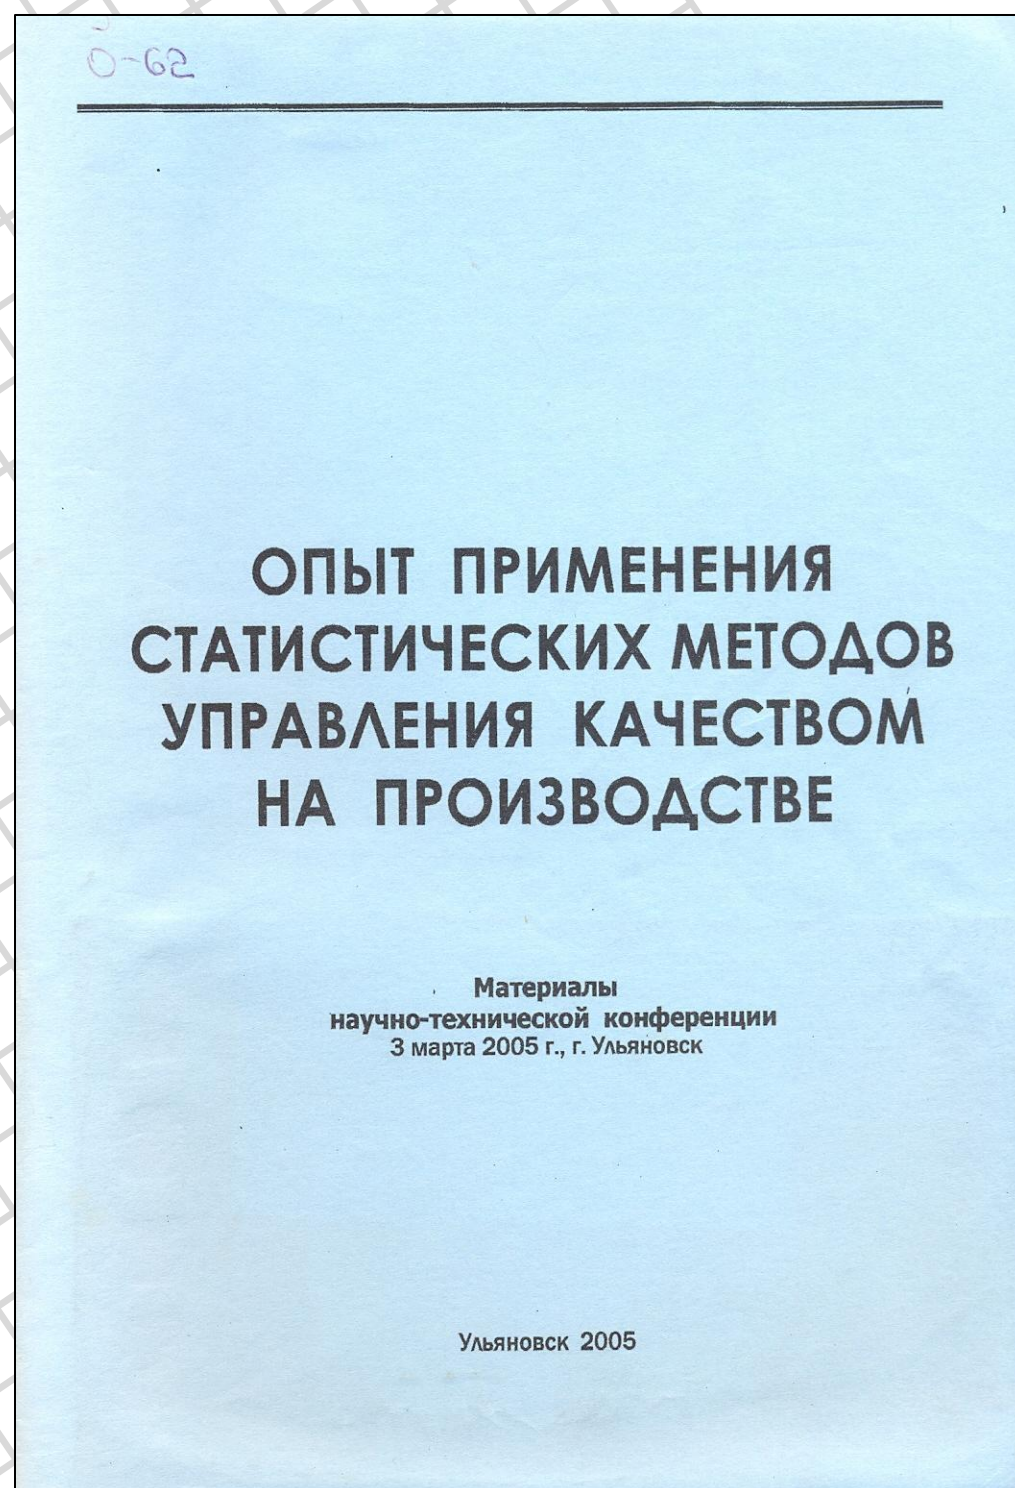 О-62
ОПЫТ ПРИМЕНЕНИЯ
СТАТИСТИЧЕСКИХ МЕТОДОВ
УПРАВЛЕНИЯ КАЧЕСТВОМ
НА ПРОИЗВОДСТВЕ
Материалы
научно-технической конференции
3 марта 2005 г., г. Ульяновск
Ульяновск 2005